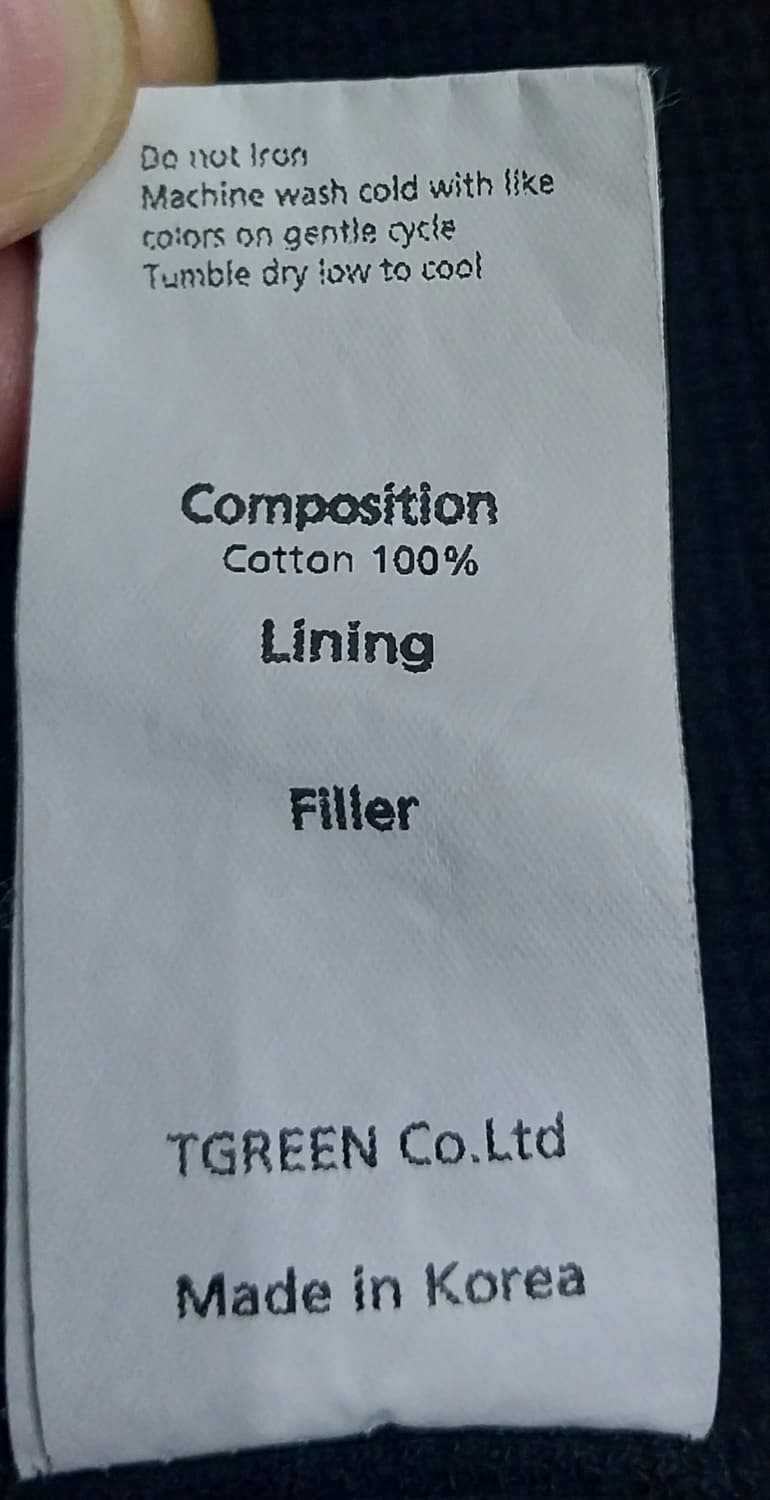 Do not Iron
Machine wash cold with like
colors on gentle cycle
Tumble dry low to cool
Composition
Cotton 100%
Lining
Filler
TGREEN Co.Ltd
Made in Korea